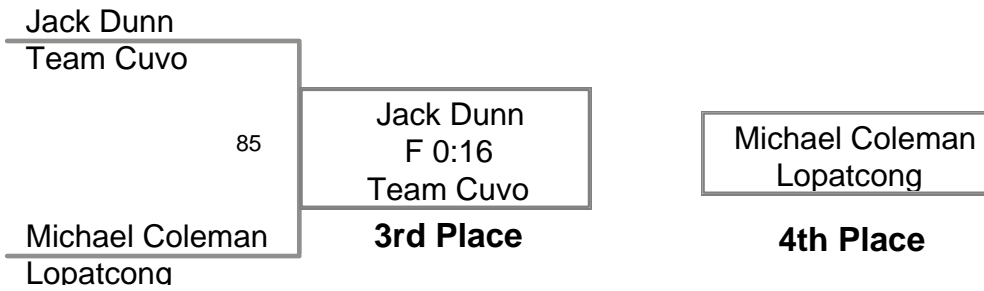 Jack Dunn
Team Cuvo
85
Michael Coleman
Lopatcong
Jack Dunn
F 0:16
Team Cuvo
3rd Place
Michael Coleman
Lopatcong
4th Place